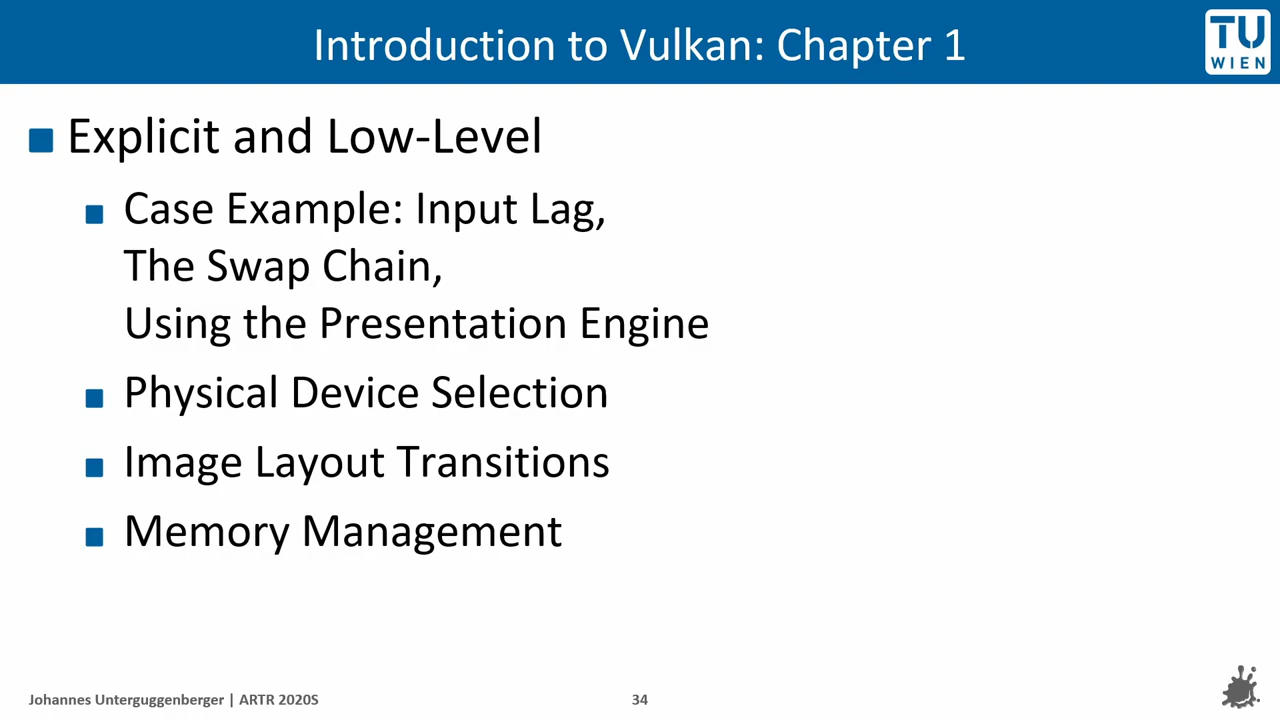 Introduction to Vulkan: Chapter 1
TU
WIEN
Explicit and Low-Level
Case Example: Input Lag,
The Swap Chain,
Using the Presentation Engine
Physical Device Selection
Image Layout Transitions
Memory Management
Johannes Unterguggenberger | ARTR 2020S
34